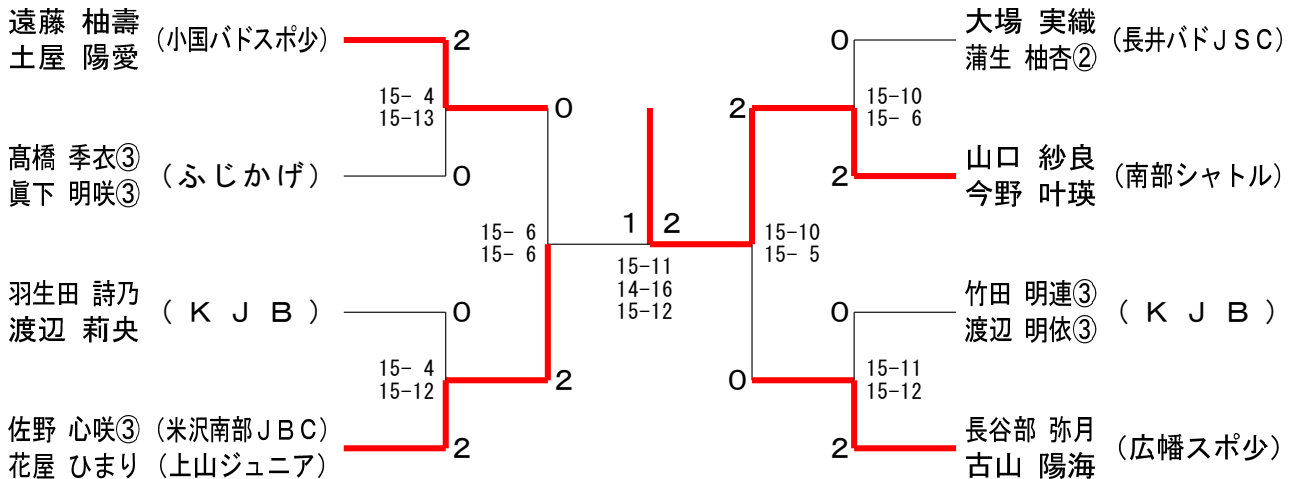 遠藤 柚壽
土屋 陽愛
(小国バドスポ少)
2
15- 4
15-13
0
髙橋 季衣③
眞下 明咲③
(ふじかげ)
0
15- 6
15- 6
羽生田 詩乃
渡辺 莉央
( K J B )
0
15- 4
15-12
2
佐野 心咲③ (米沢南部JBC)
花屋 ひまり (上山ジュニア)
2
1 2
15-11
14-16
15-12
0
大場 実織
蒲生 柚杏②
(長井バドJSC)
2
15-10
15- 6
2
山口 紗良
今野 叶瑛
(南部シャトル)
15-10
15- 5
0
竹田 明連③
渡辺 明依③
( K J B )
15-11
15-12
0
2
長谷部 弥月
古山 陽海
(広幡スポ少)